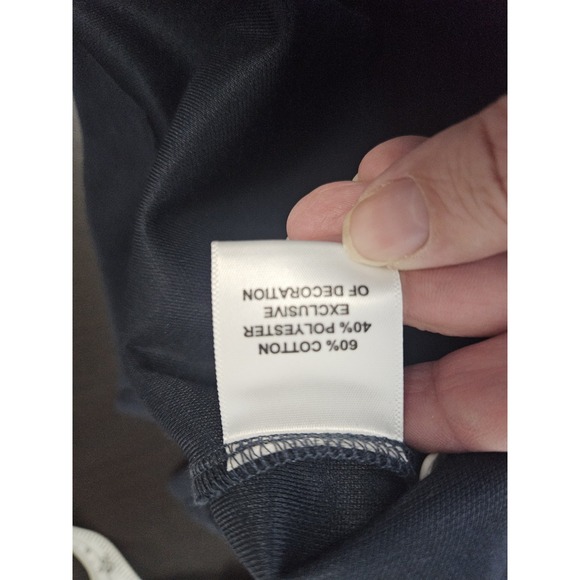 60% COTTON
40% POLYESTER
EXCLUSIVE
OF DECORATION